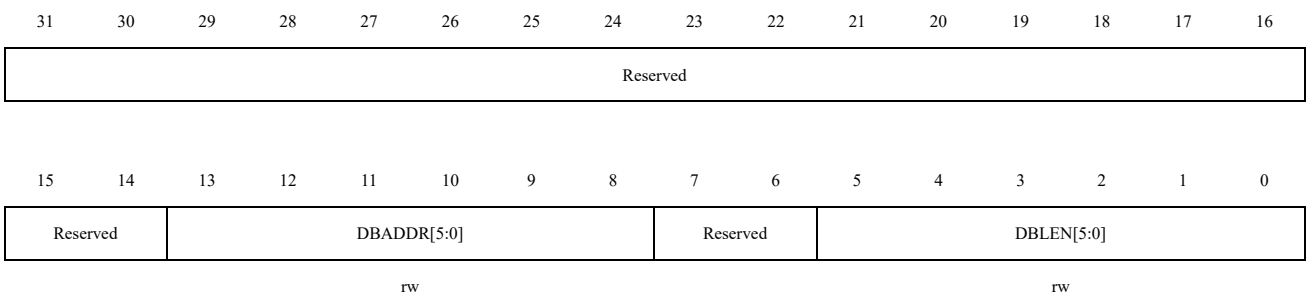 31 30 29 28 27 26 25 24 23 22 21 20 19 18 17 16
Reserved
15 14 13 12 11 10 9 8 7 6 5 4 3 2 1 0
Reserved DBADDR[5:0] Reserved DBLEN[5:0]
rw rw